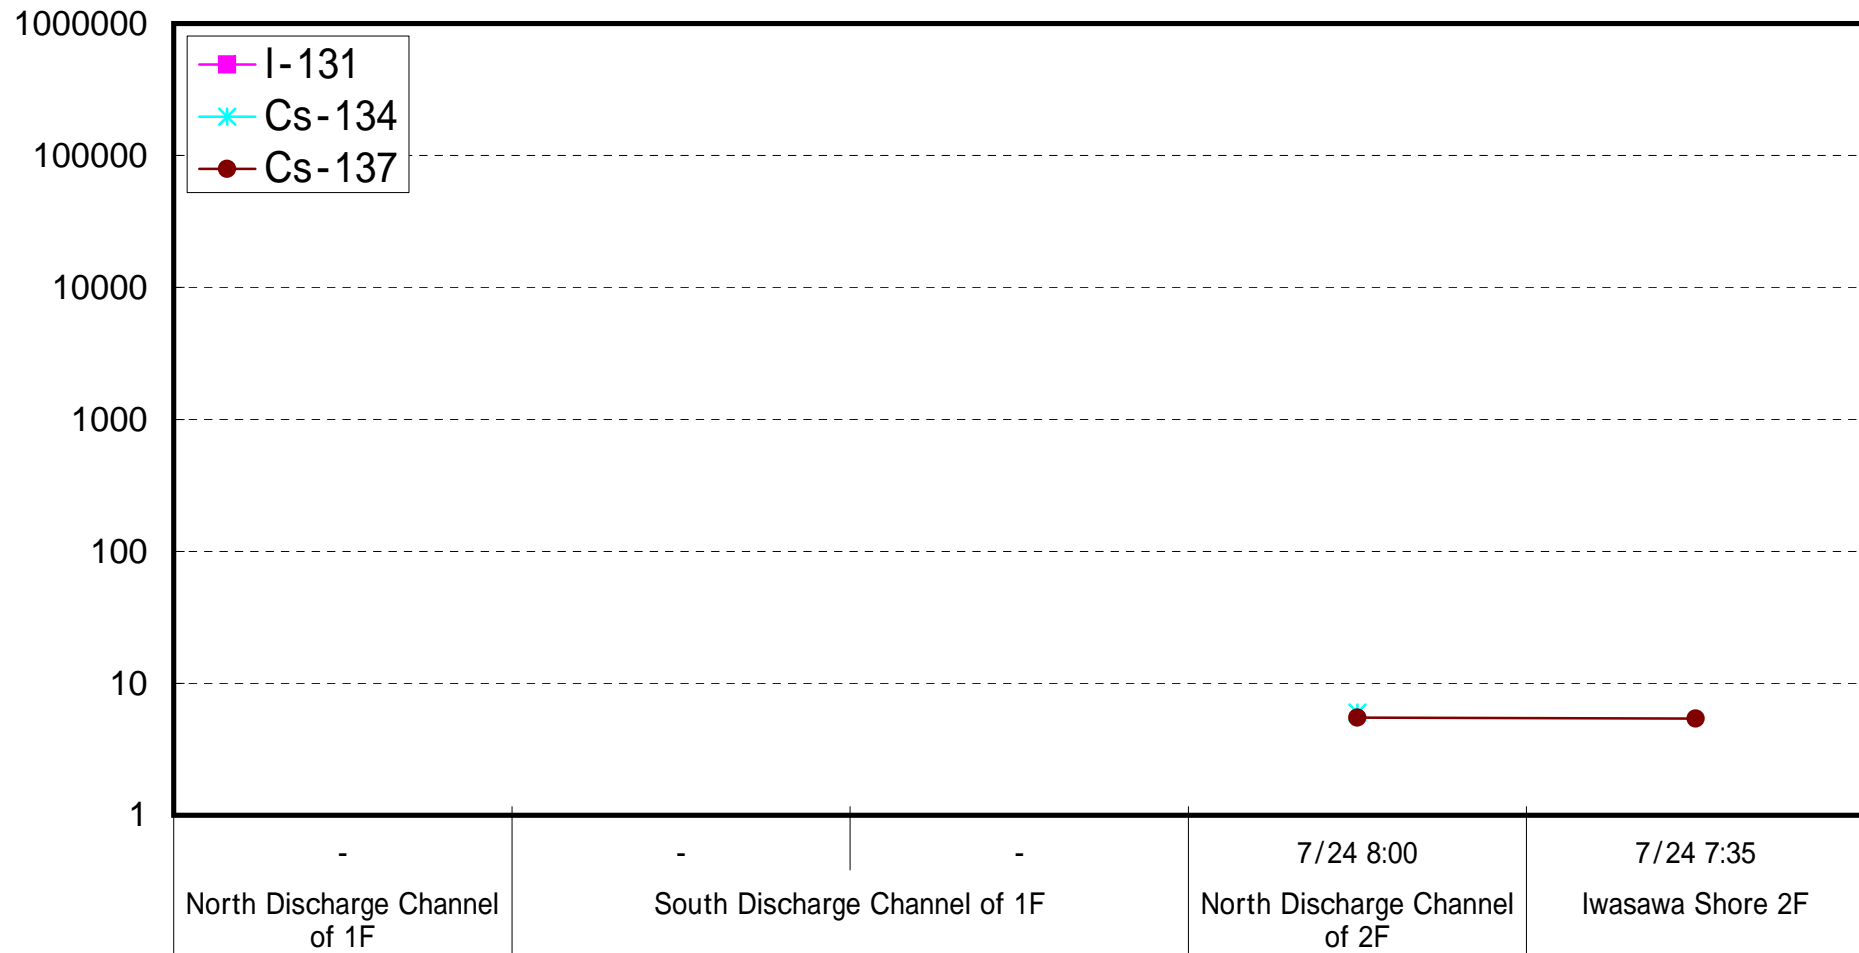 1000000
100000
10000
1000
100
10
1
I-131
Cs-134
Cs-137
-
-
-
7/24 8:00
7/24 7:35
North Discharge Channel
of 1F
South Discharge Channel of 1F
North Discharge Channel
of 2F
Iwasawa Shore 2F